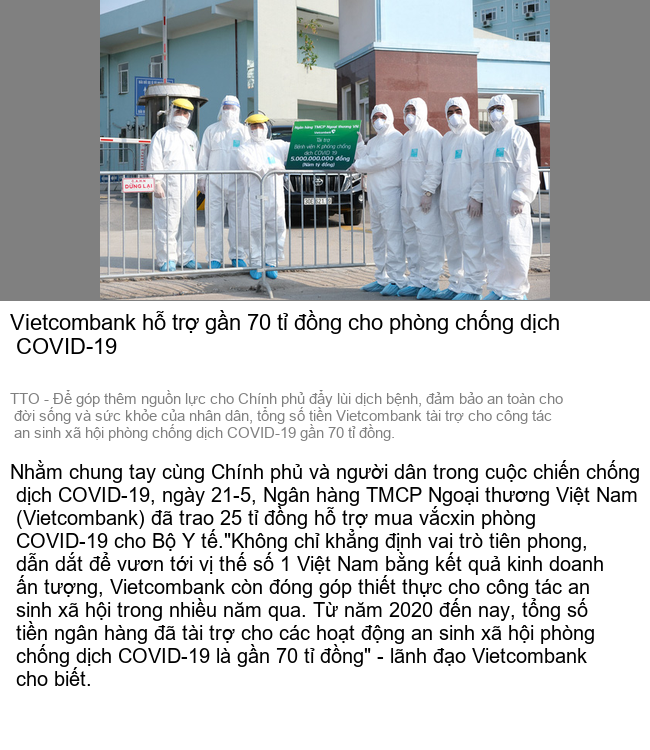 Ngân hàng TMCP Ngoại thương VN
vietcombank
Tài trợ
Bệnh viện K phòng chống
dịch COVID 19
5.000.000.000 đồng
(Năm tỷ đồng)
DỪNG LẠI
Vietcombank hỗ trợ gần 70 tỉ đồng cho phòng chống dịch
COVID-19
TTO - Để góp thêm nguồn lực cho Chính phủ đẩy lùi dịch bệnh, đảm bảo an toàn cho
đời sống và sức khỏe của nhân dân, tổng số tiền Vietcombank tài trợ cho công tác
an sinh xã hội phòng chống dịch COVID-19 gần 70 tỉ đồng.
Nhằm chung tay cùng Chính phủ và người dân trong cuộc chiến chống
dịch COVID-19, ngày 21-5, Ngân hàng TMCP Ngoại thương Việt Nam
(Vietcombank) đã trao 25 tỉ đồng hỗ trợ mua vắcxin phòng
COVID-19 cho Bộ Y tế."Không chỉ khẳng định vai trò tiên phong,
dẫn dắt để vươn tới vị thế số 1 Việt Nam bằng kết quả kinh doanh
ấn tượng, Vietcombank còn đóng góp thiết thực cho công tác an
sinh xã hội trong nhiều năm qua. Từ năm 2020 đến nay, tổng số
tiền ngân hàng đã tài trợ cho các hoạt động an sinh xã hội phòng
chống dịch COVID-19 là gần 70 tỉ đồng" - lãnh đạo Vietcombank
cho biết.